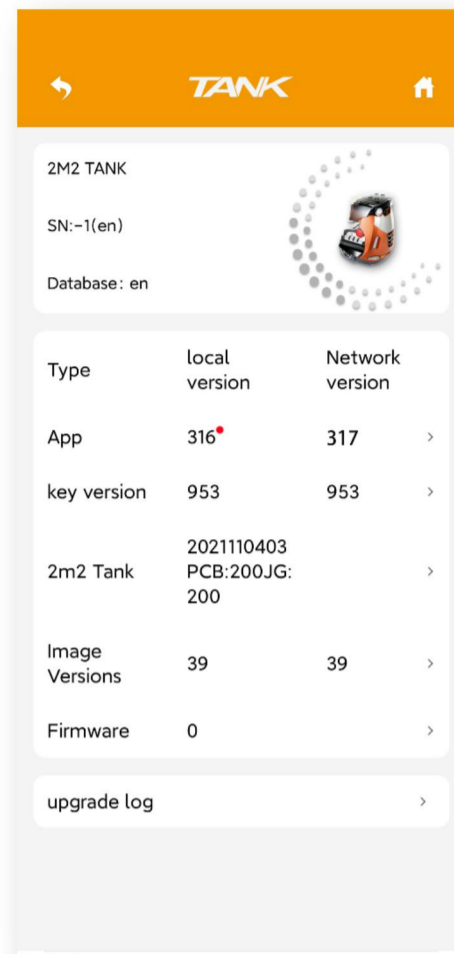 TANK
2M2 TANK
SN:-1(en)
Database: en
Type local version Network version
App 316 317 >
key version 953 953 >
2m2 Tank 2021110403 PCB:200JG: 200 >
Image Versions 39 39 >
Firmware 0 >
upgrade log >